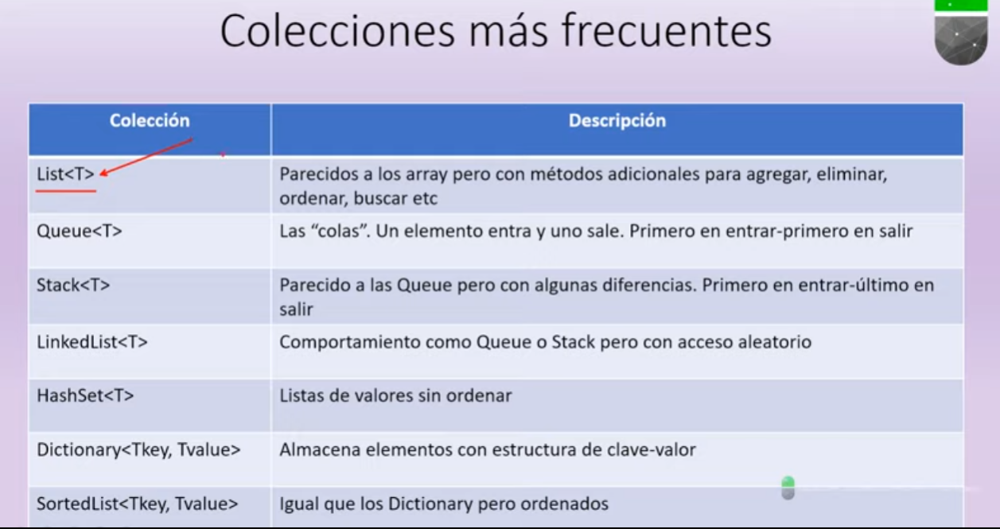 Colecciones más frecuentes
Colección
Descripción
List<T>
Parecidos a los array pero con métodos adicionales para agregar, eliminar,
ordenar, buscar etc
Queue<T>
Las “colas”. Un elemento entra y uno sale. Primero en entrar-primero en salir
Stack<T>
Parecido a las Queue pero con algunas diferencias. Primero en entrar-último en
salir
LinkedList<T>
Comportamiento como Queue o Stack pero con acceso aleatorio
HashSet<T>
Listas de valores sin ordenar
Dictionary<Tkey, Tvalue>
Almacena elementos con estructura de clave-valor
SortedList<Tkey, Tvalue>
Igual que los Dictionary pero ordenados